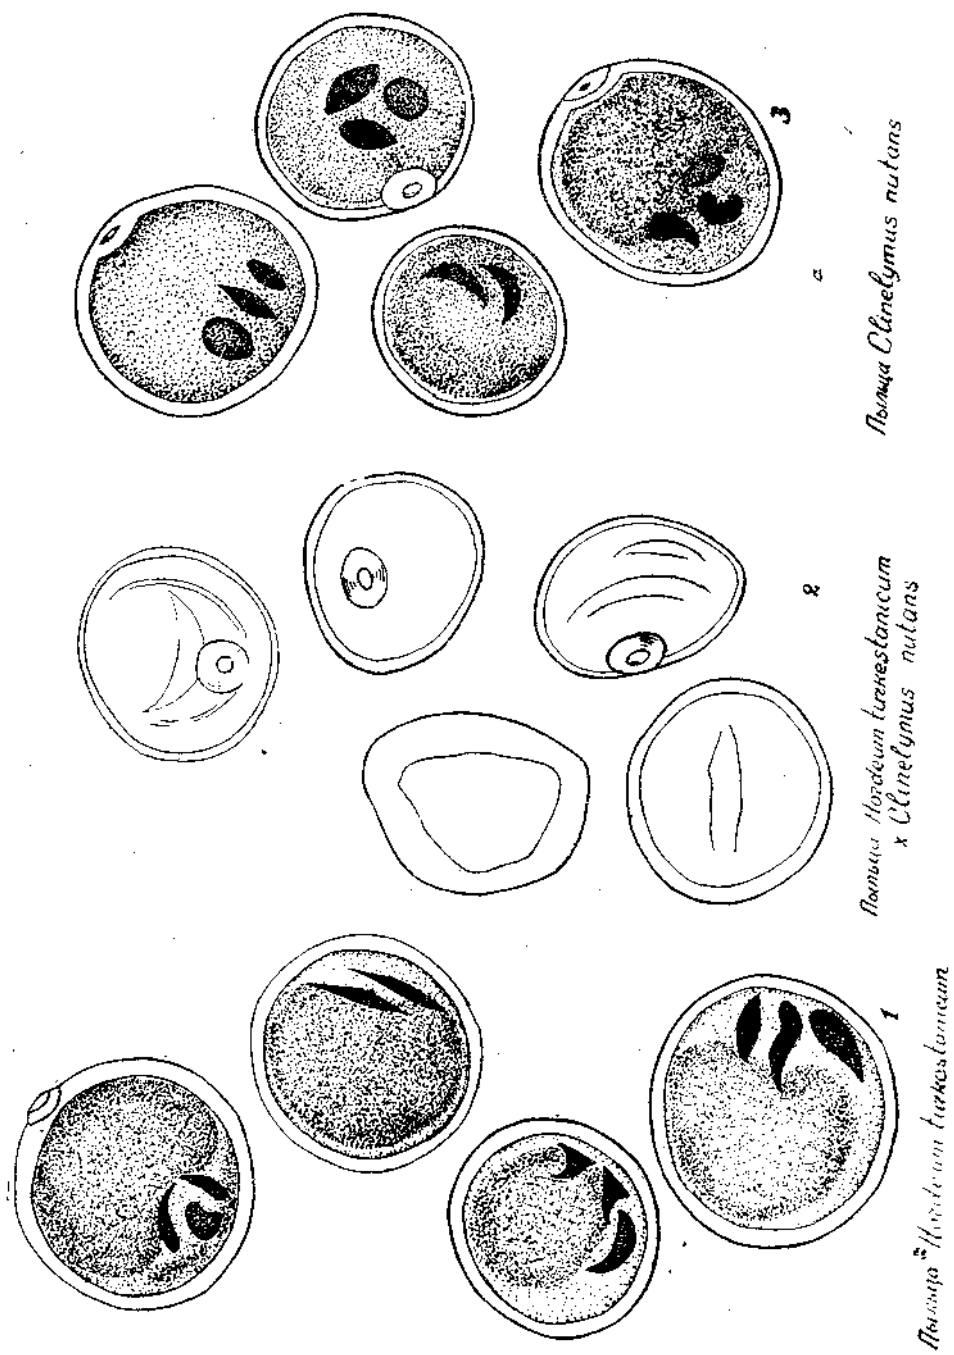 1
Пыльца Hordeum turkestanicum
2
Пыльца Hordeum turkestanicum
x Clinelymus nutans
3
a
Пыльца Clinelymus nutans